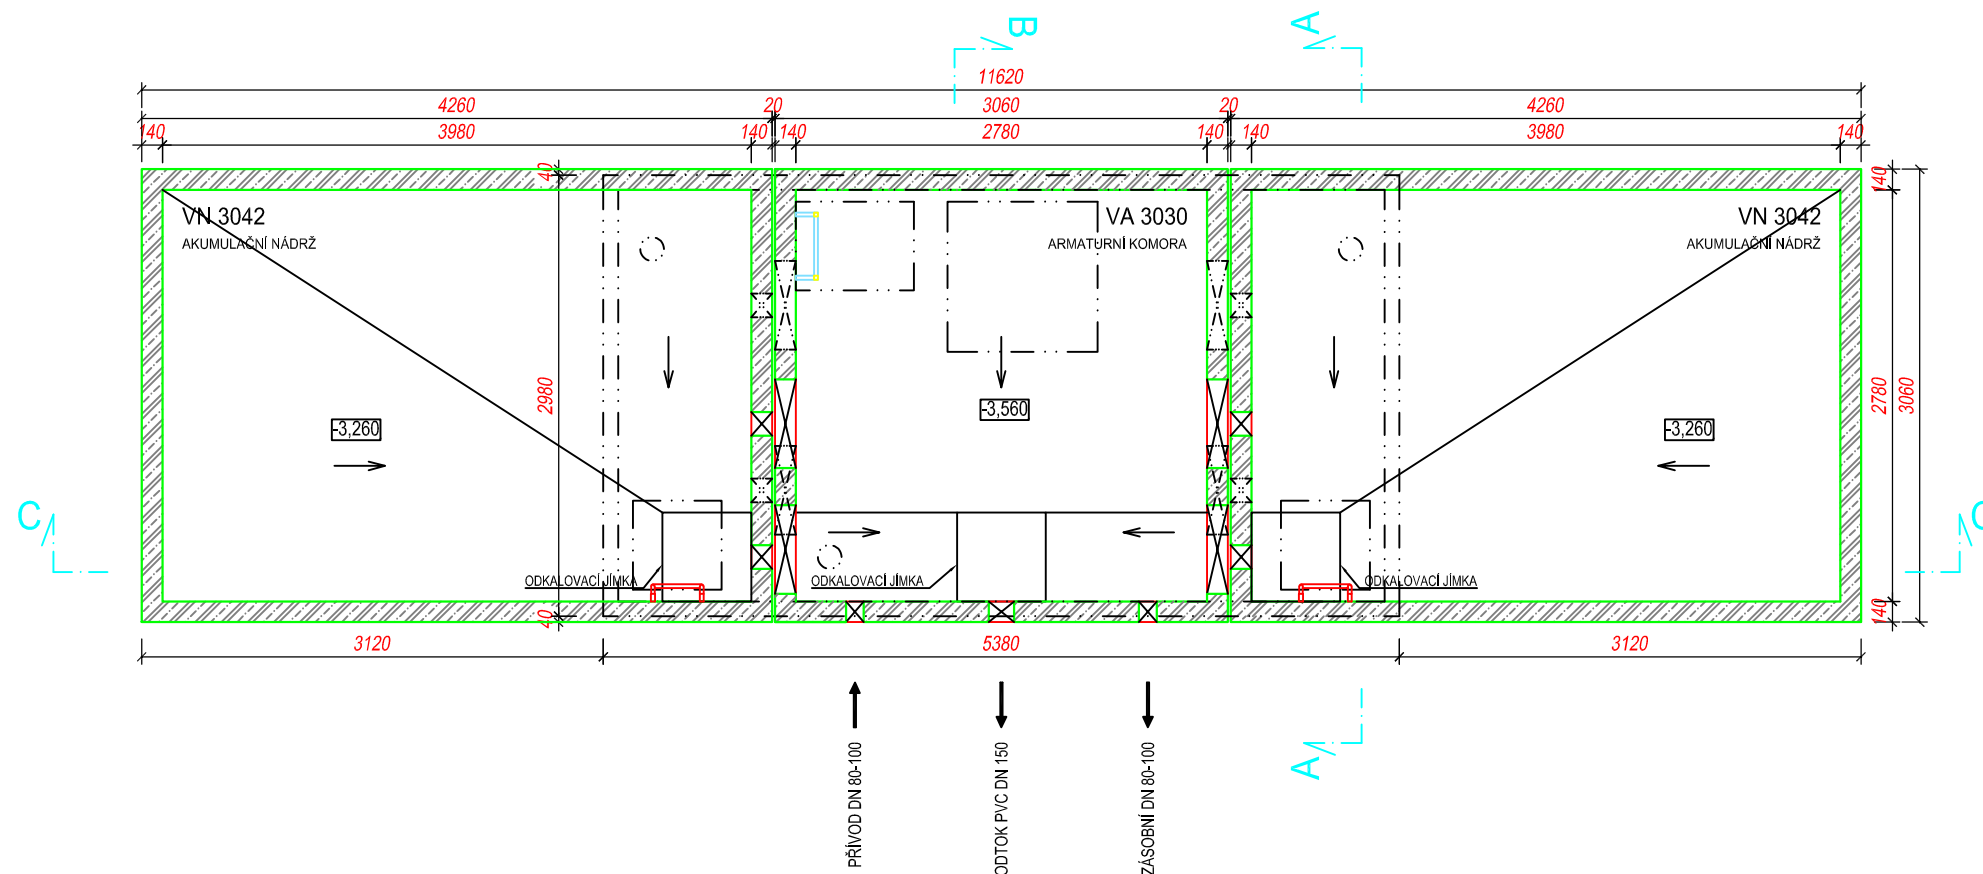 B
A
11620
4260
20
3060
20
4260
140
3980
140
140
2780
140
140
3980
140
40
140
VN 3042
AKUMULAČNÍ NÁDRŽ
VA 3030
ARMATURNÍ KOMORA
VN 3042
AKUMULAČNÍ NÁDRŽ
2980
2780
3060
-3,260
-3,560
-3,260
C
C
ODKALOVACÍ JÍMKA
ODKALOVACÍ JÍMKA
ODKALOVACÍ JÍMKA
40
140
3120
5380
3120
A
PŘÍVOD DN 80-100
ODTOK PVC DN 150
ZÁSOBNÍ DN 80-100